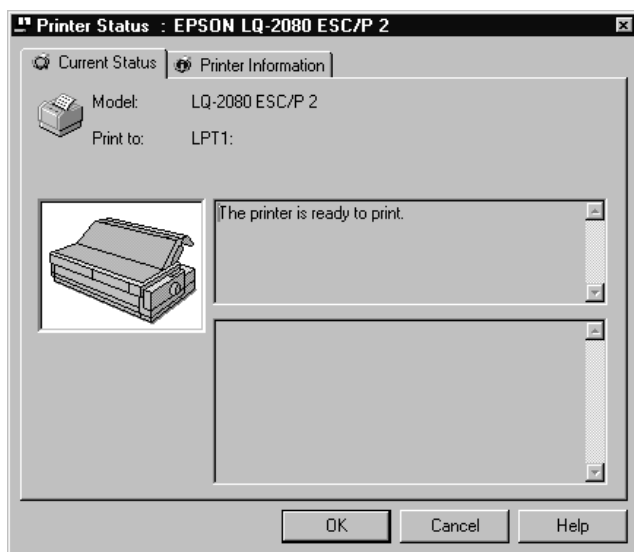 Printer Status : EPSON LQ-2080 ESC/P 2
Current Status Printer Information
Model: LQ-2080 ESC/P 2
Print to: LPT1:
The printer is ready to print.
OK Cancel Help